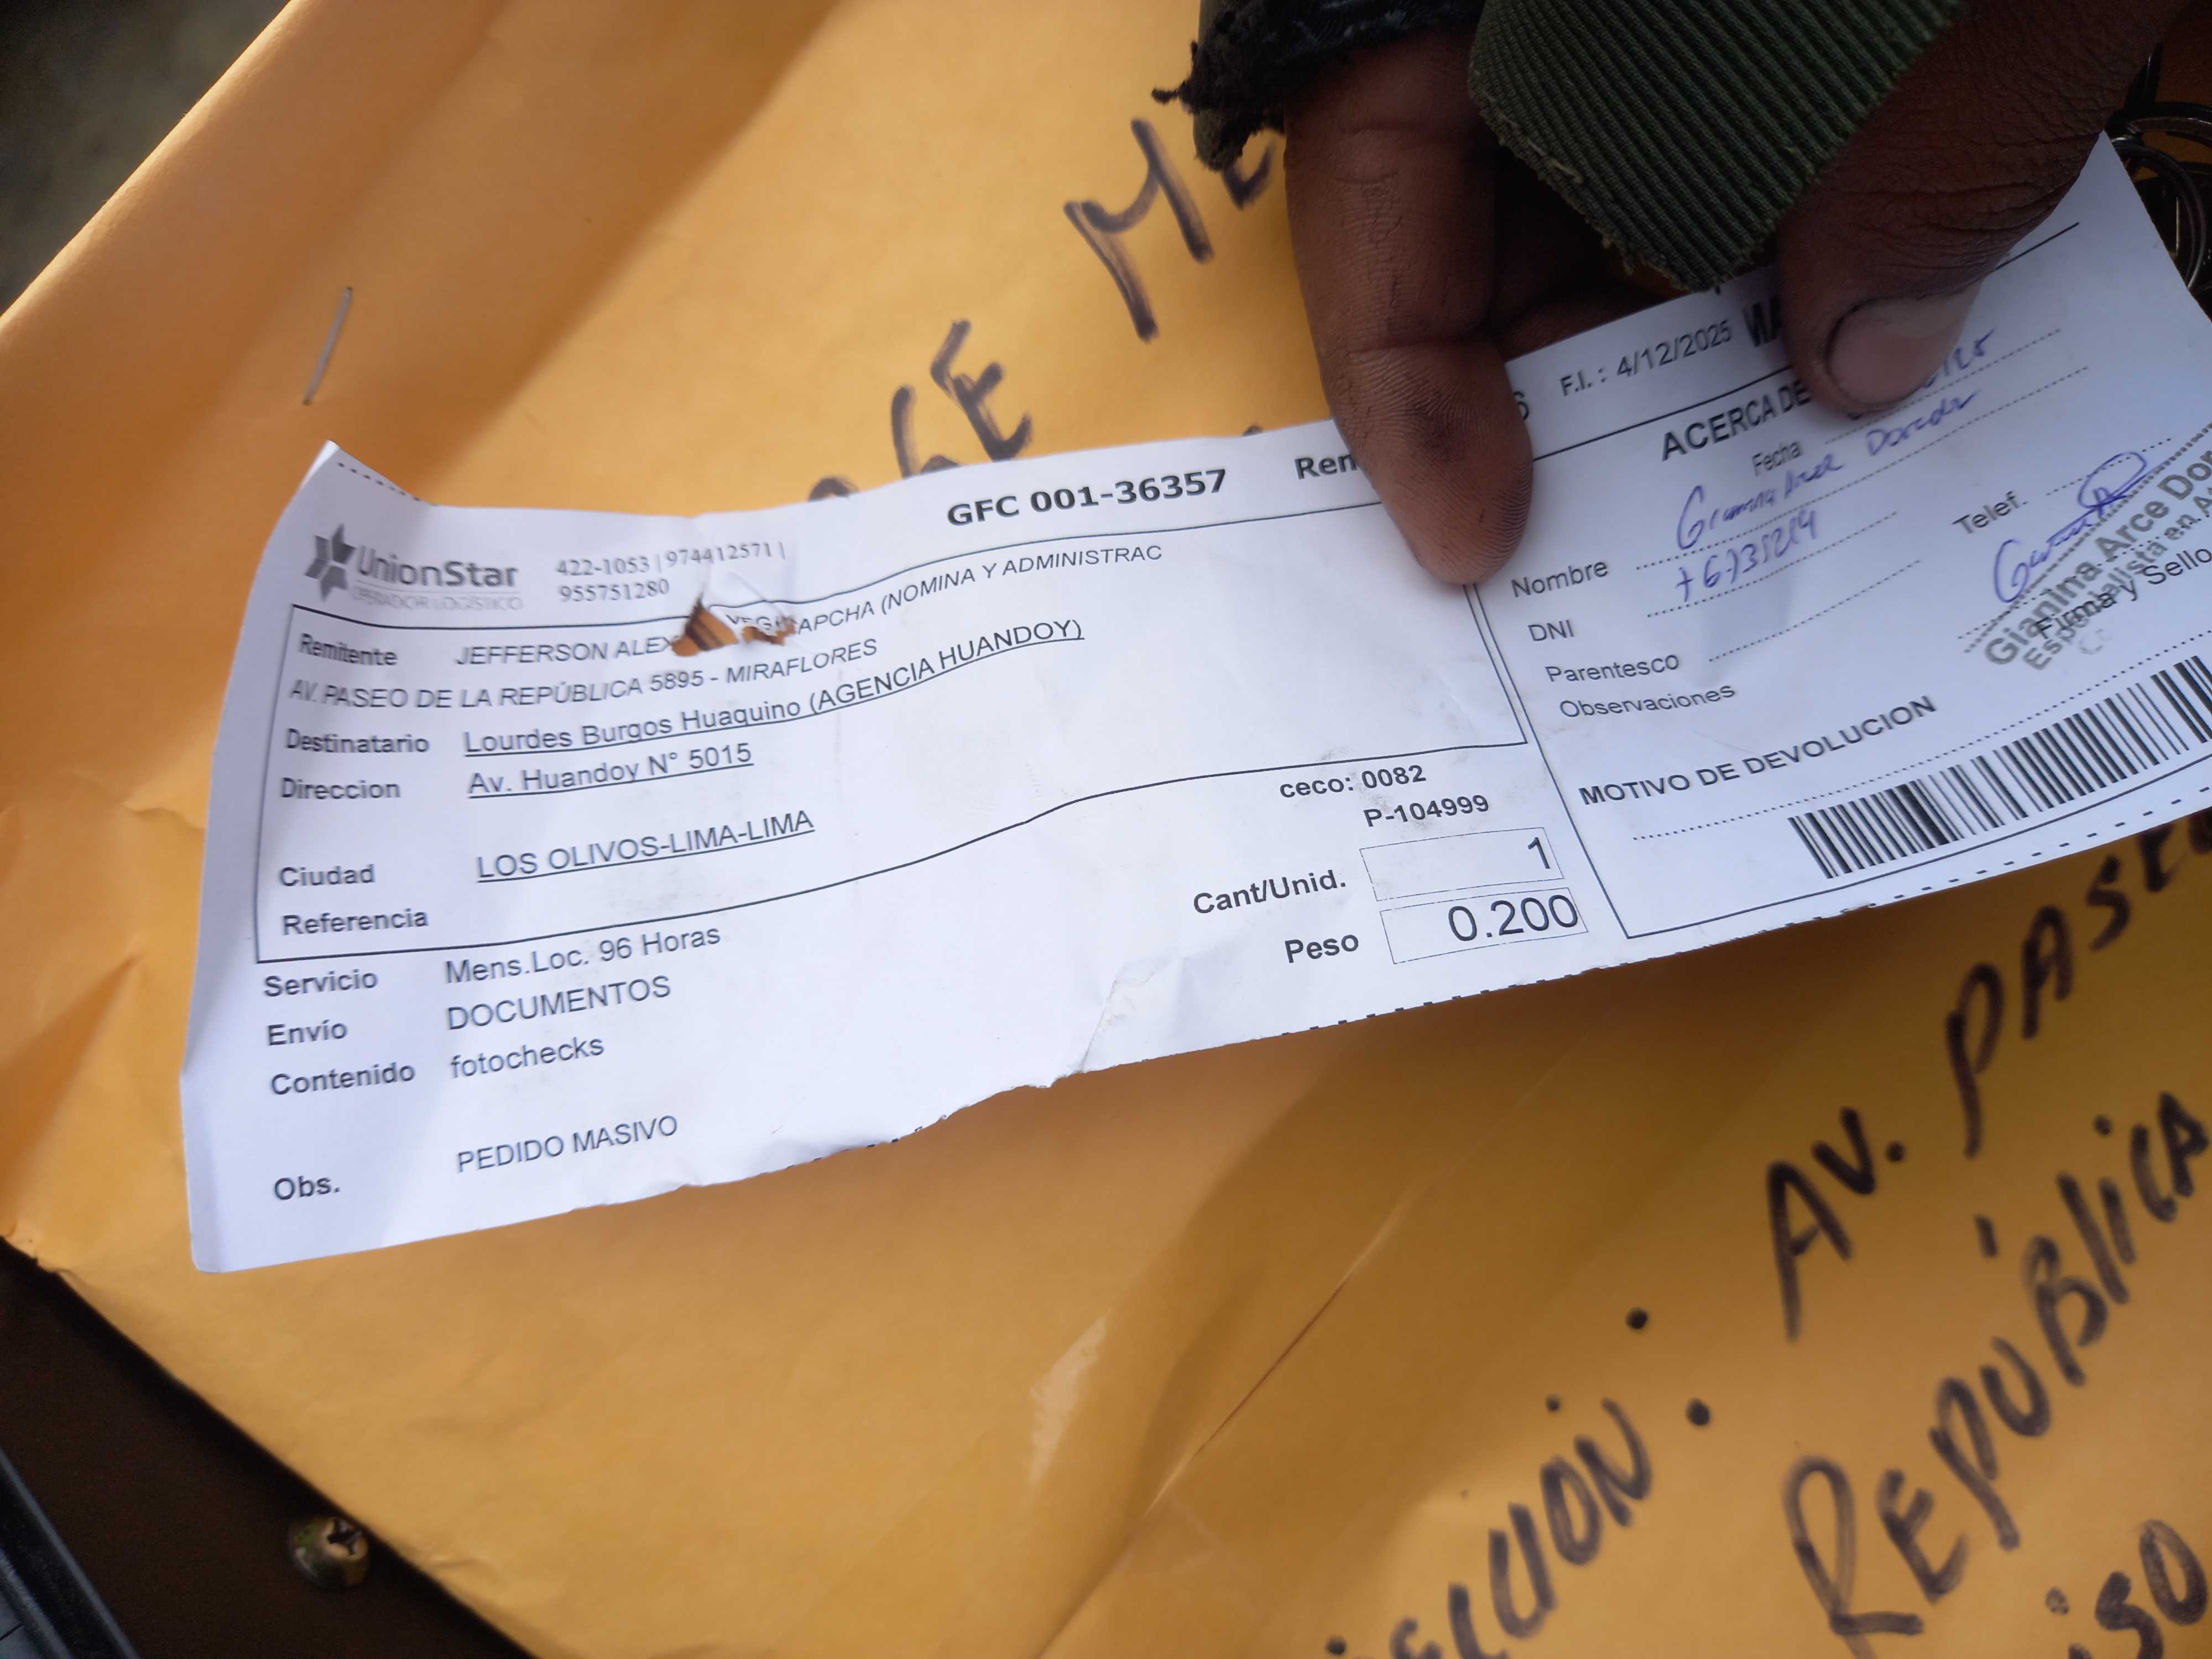 GE
GFC 001-36357
UnionStar
OPERADOR LOGÍSTICO
422-1053 | 974412571 |
955751280
Remitente JEFFERSON ALEX VEGA APCHA (NOMINA Y ADMINISTRAC
AV. PASEO DE LA REPÚBLICA 5895 - MIRAFLORES
Destinatario Lourdes Burgos Huaquino (AGENCIA HUANDOY)
Direccion Av. Huandoy N° 5015
Ciudad LOS OLIVOS-LIMA-LIMA
Referencia
Servicio Mens.Loc. 96 Horas
Envío DOCUMENTOS
Contenido fotochecks
Obs. PEDIDO MASIVO
ceco: 0082
P-104999
Cant/Unid. 1
Peso 0.200
F.I.: 4/12/2025
ACERCA DE
Fecha
Nombre
DNI
Telef.
Parentesco
Observaciones
Gianina Arce
Firma y Sello
MOTIVO DE DEVOLUCION
AV.
REPÚBLICA